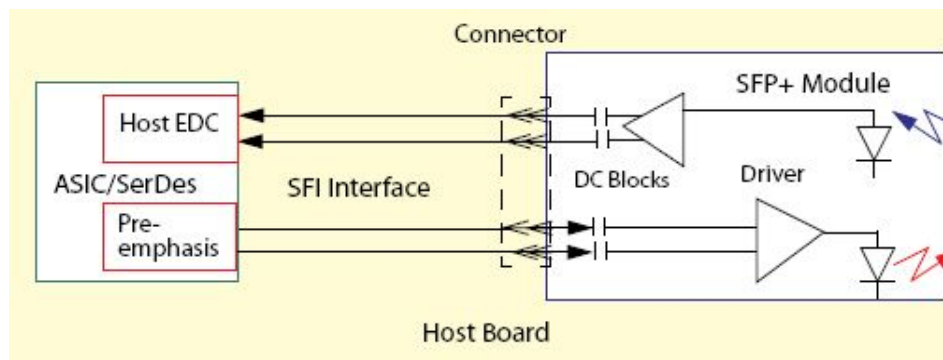 Connector
SFP+ Module
Host EDC
ASIC/SerDes
SFI Interface
DC Blocks
Driver
Pre-
emphasis
Host Board